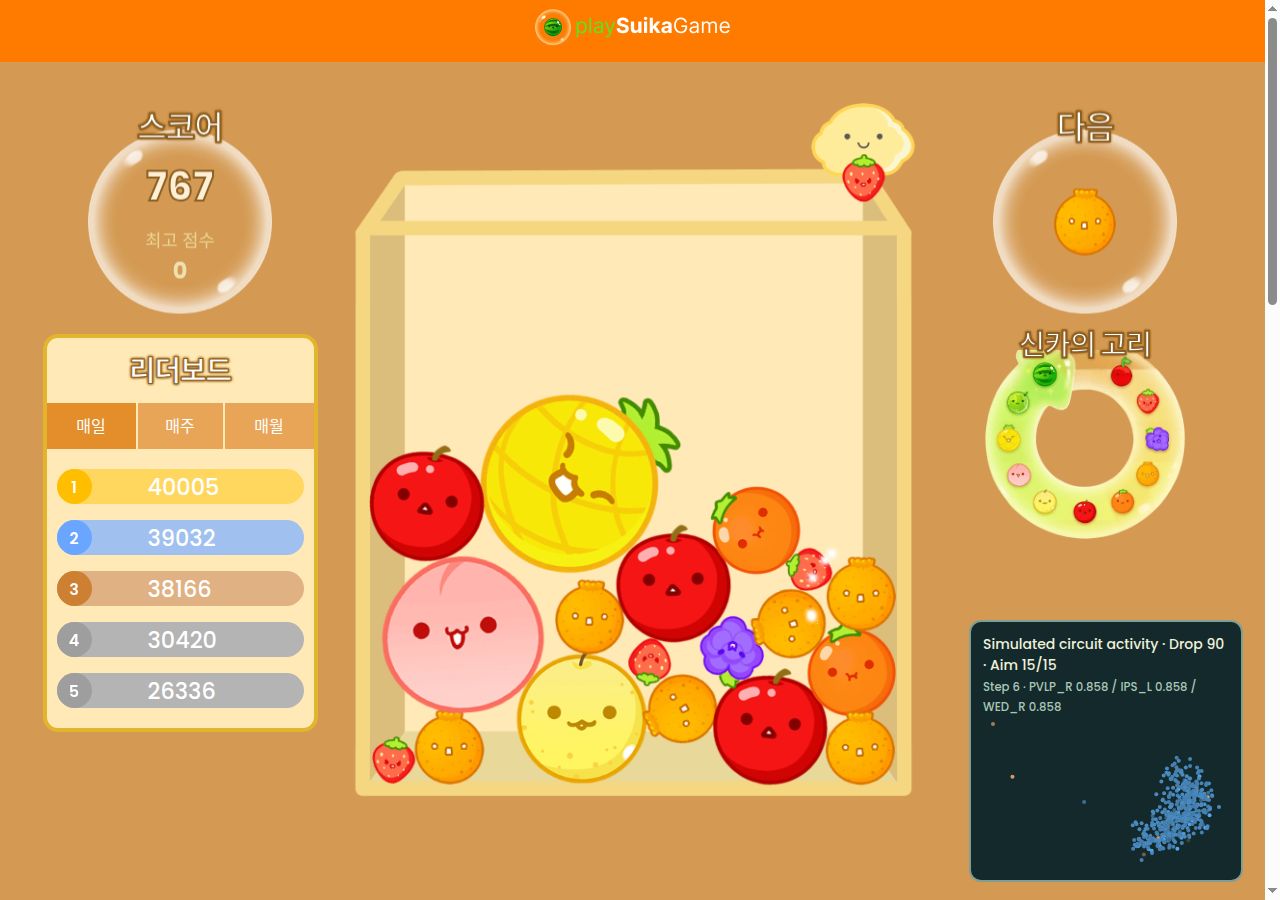 playSuikaGame
스코어
767
최고 점수
0
다음
신카의 고리
리더보드
매일 매주 매월
1 40005
2 39032
3 38166
4 30420
5 26336
Simulated circuit activity · Drop 90
· Aim 15/15
Step 6 · PVLP_R 0.858 / IPS_L 0.858 /
WED_R 0.858